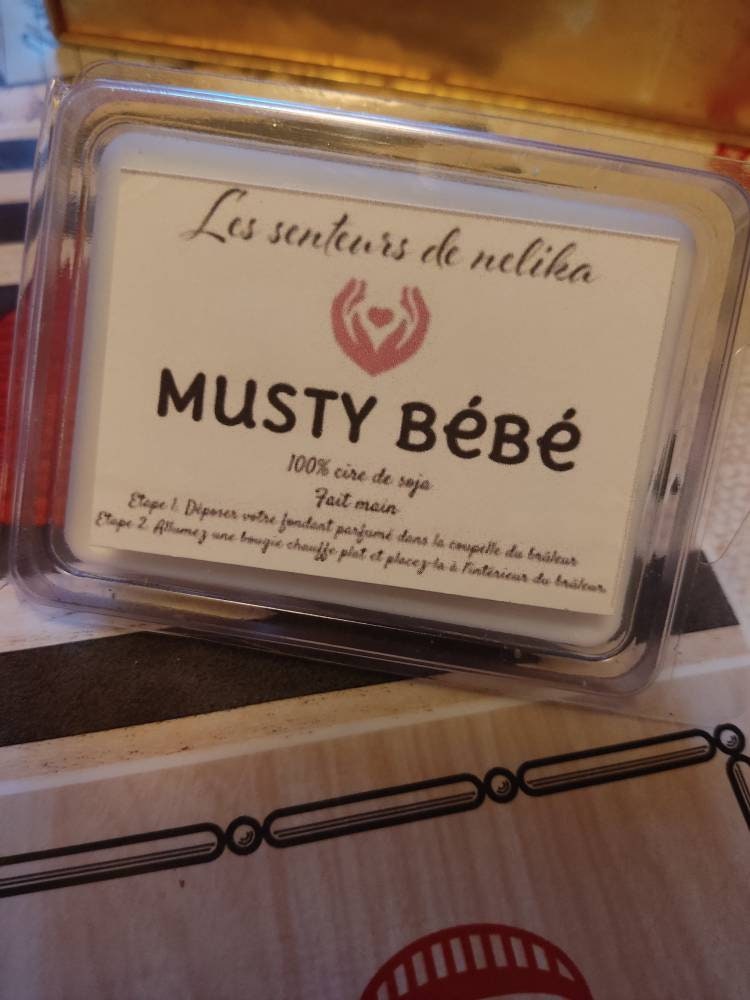 Les senteurs de nelika
MUSTY BÉBÉ
100% cire de soja
Fait main
Etape 1. Déposer votre fondant parfumé dans la coupelle du brûleur
Etape 2. Allumez une bougie chauffe plat et placez-la à l'intérieur du brûleur.